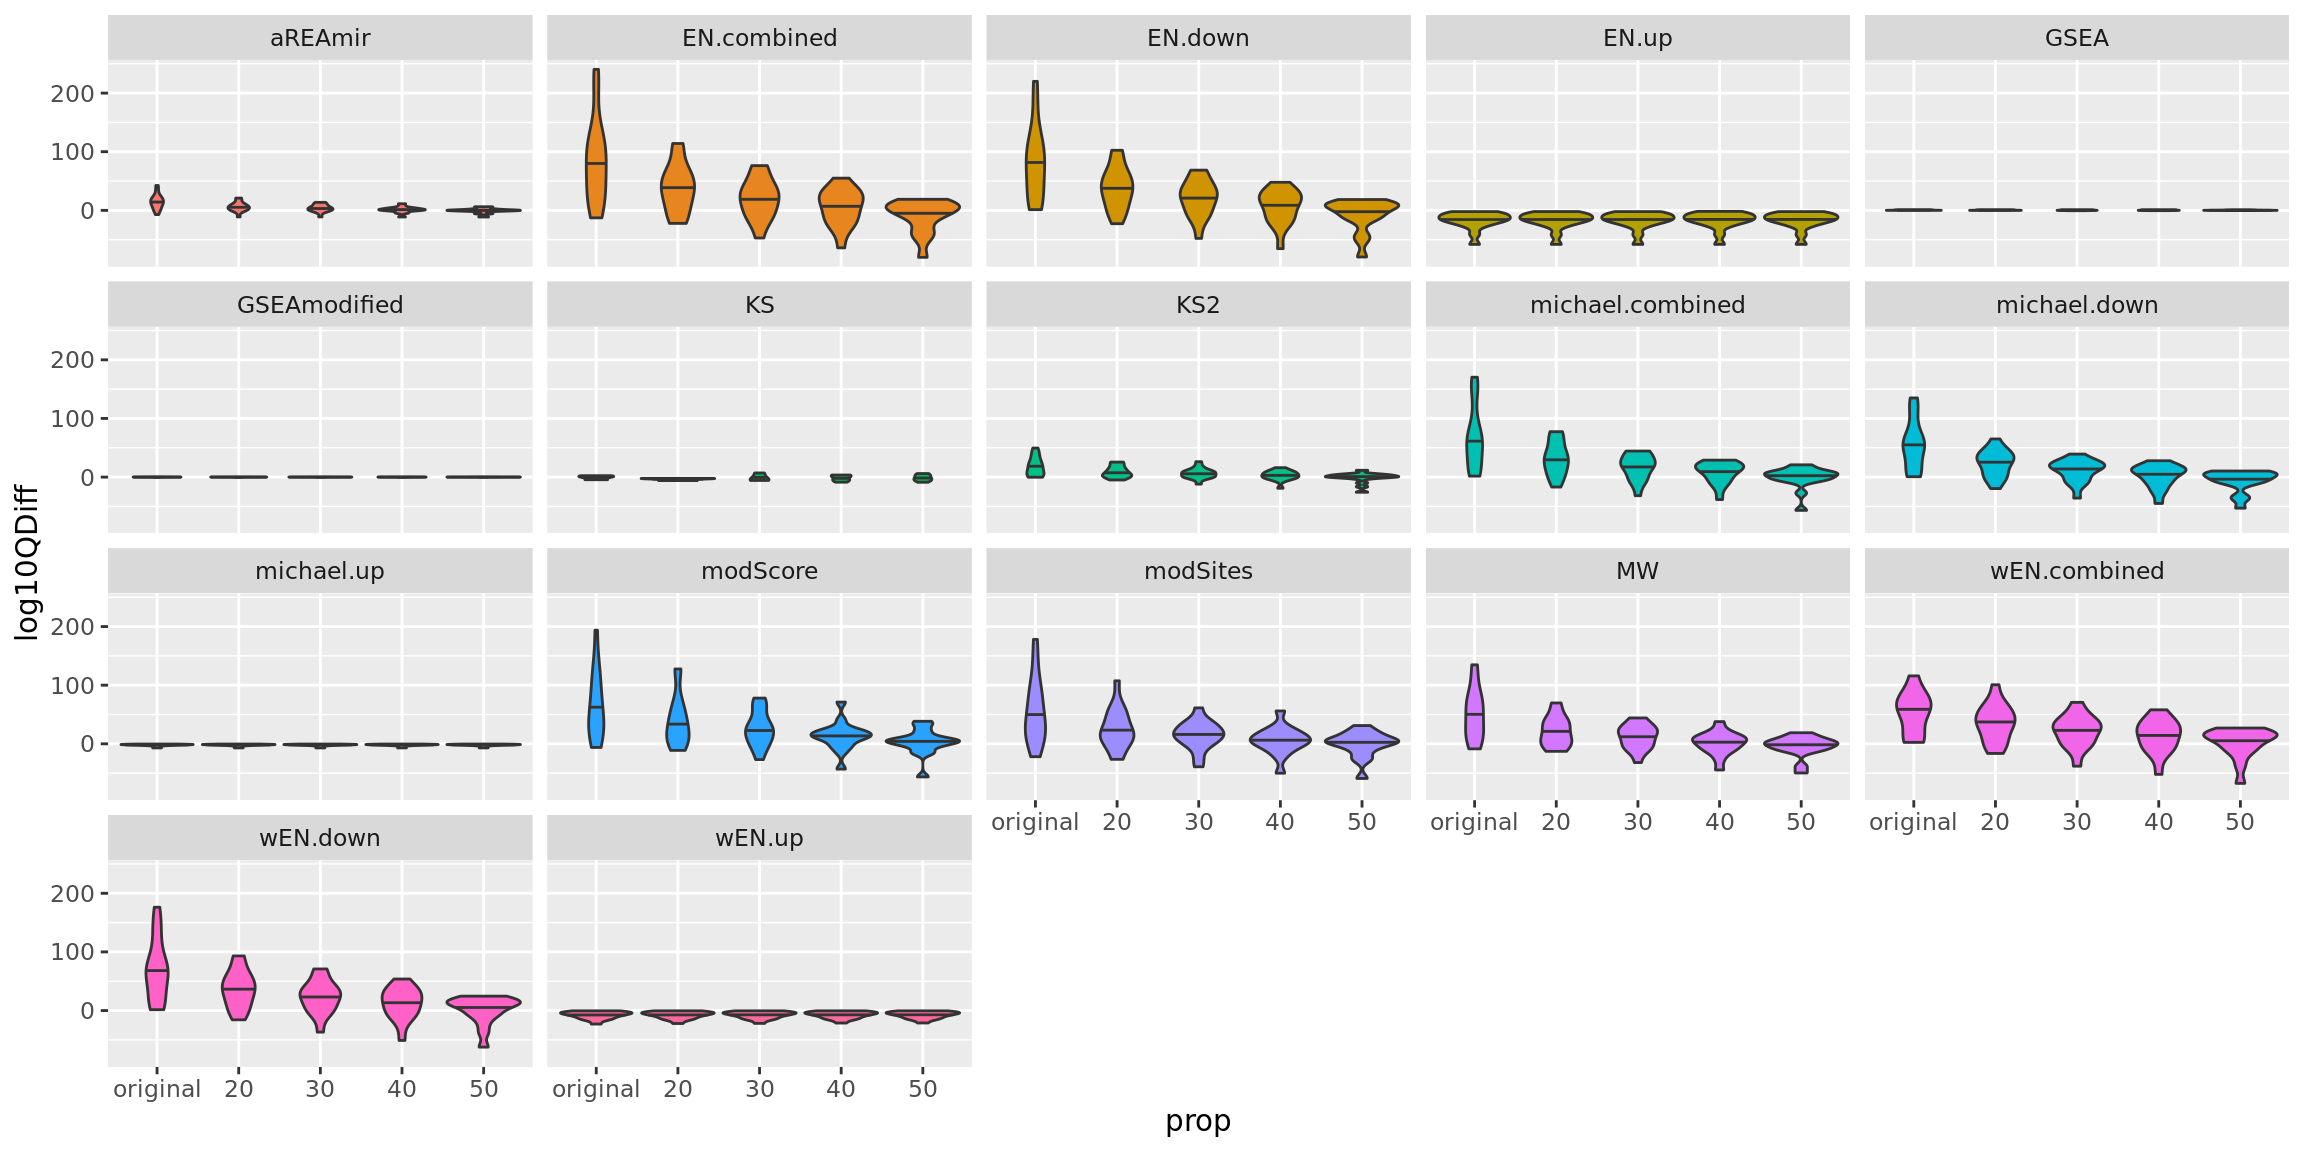 aREAmir EN.combined EN.down EN.up GSEA
200
100
0
GSEAmodified KS KS2 michael.combined michael.down
200
100
0
log10QDiff
michael.up modScore modSites MW wEN.combined
200
100
0
original 20 30 40 50 original 20 30 40 50 original 20 30 40 50
wEN.down wEN.up
200
100
0
original 20 30 40 50 original 20 30 40 50
prop